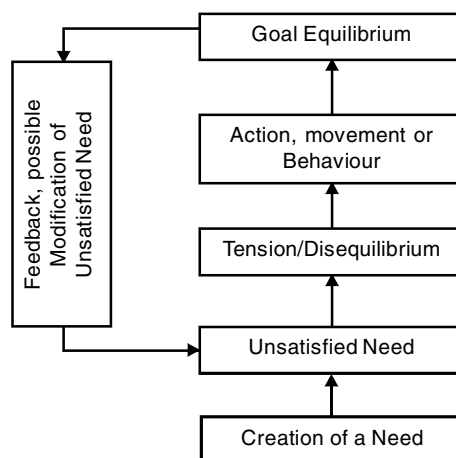 Goal Equilibrium
Feedback, possible
Modification of
Unsatisfied Need
Action, movement or
Behaviour
Tension/Disequilibrium
Unsatisfied Need
Creation of a Need